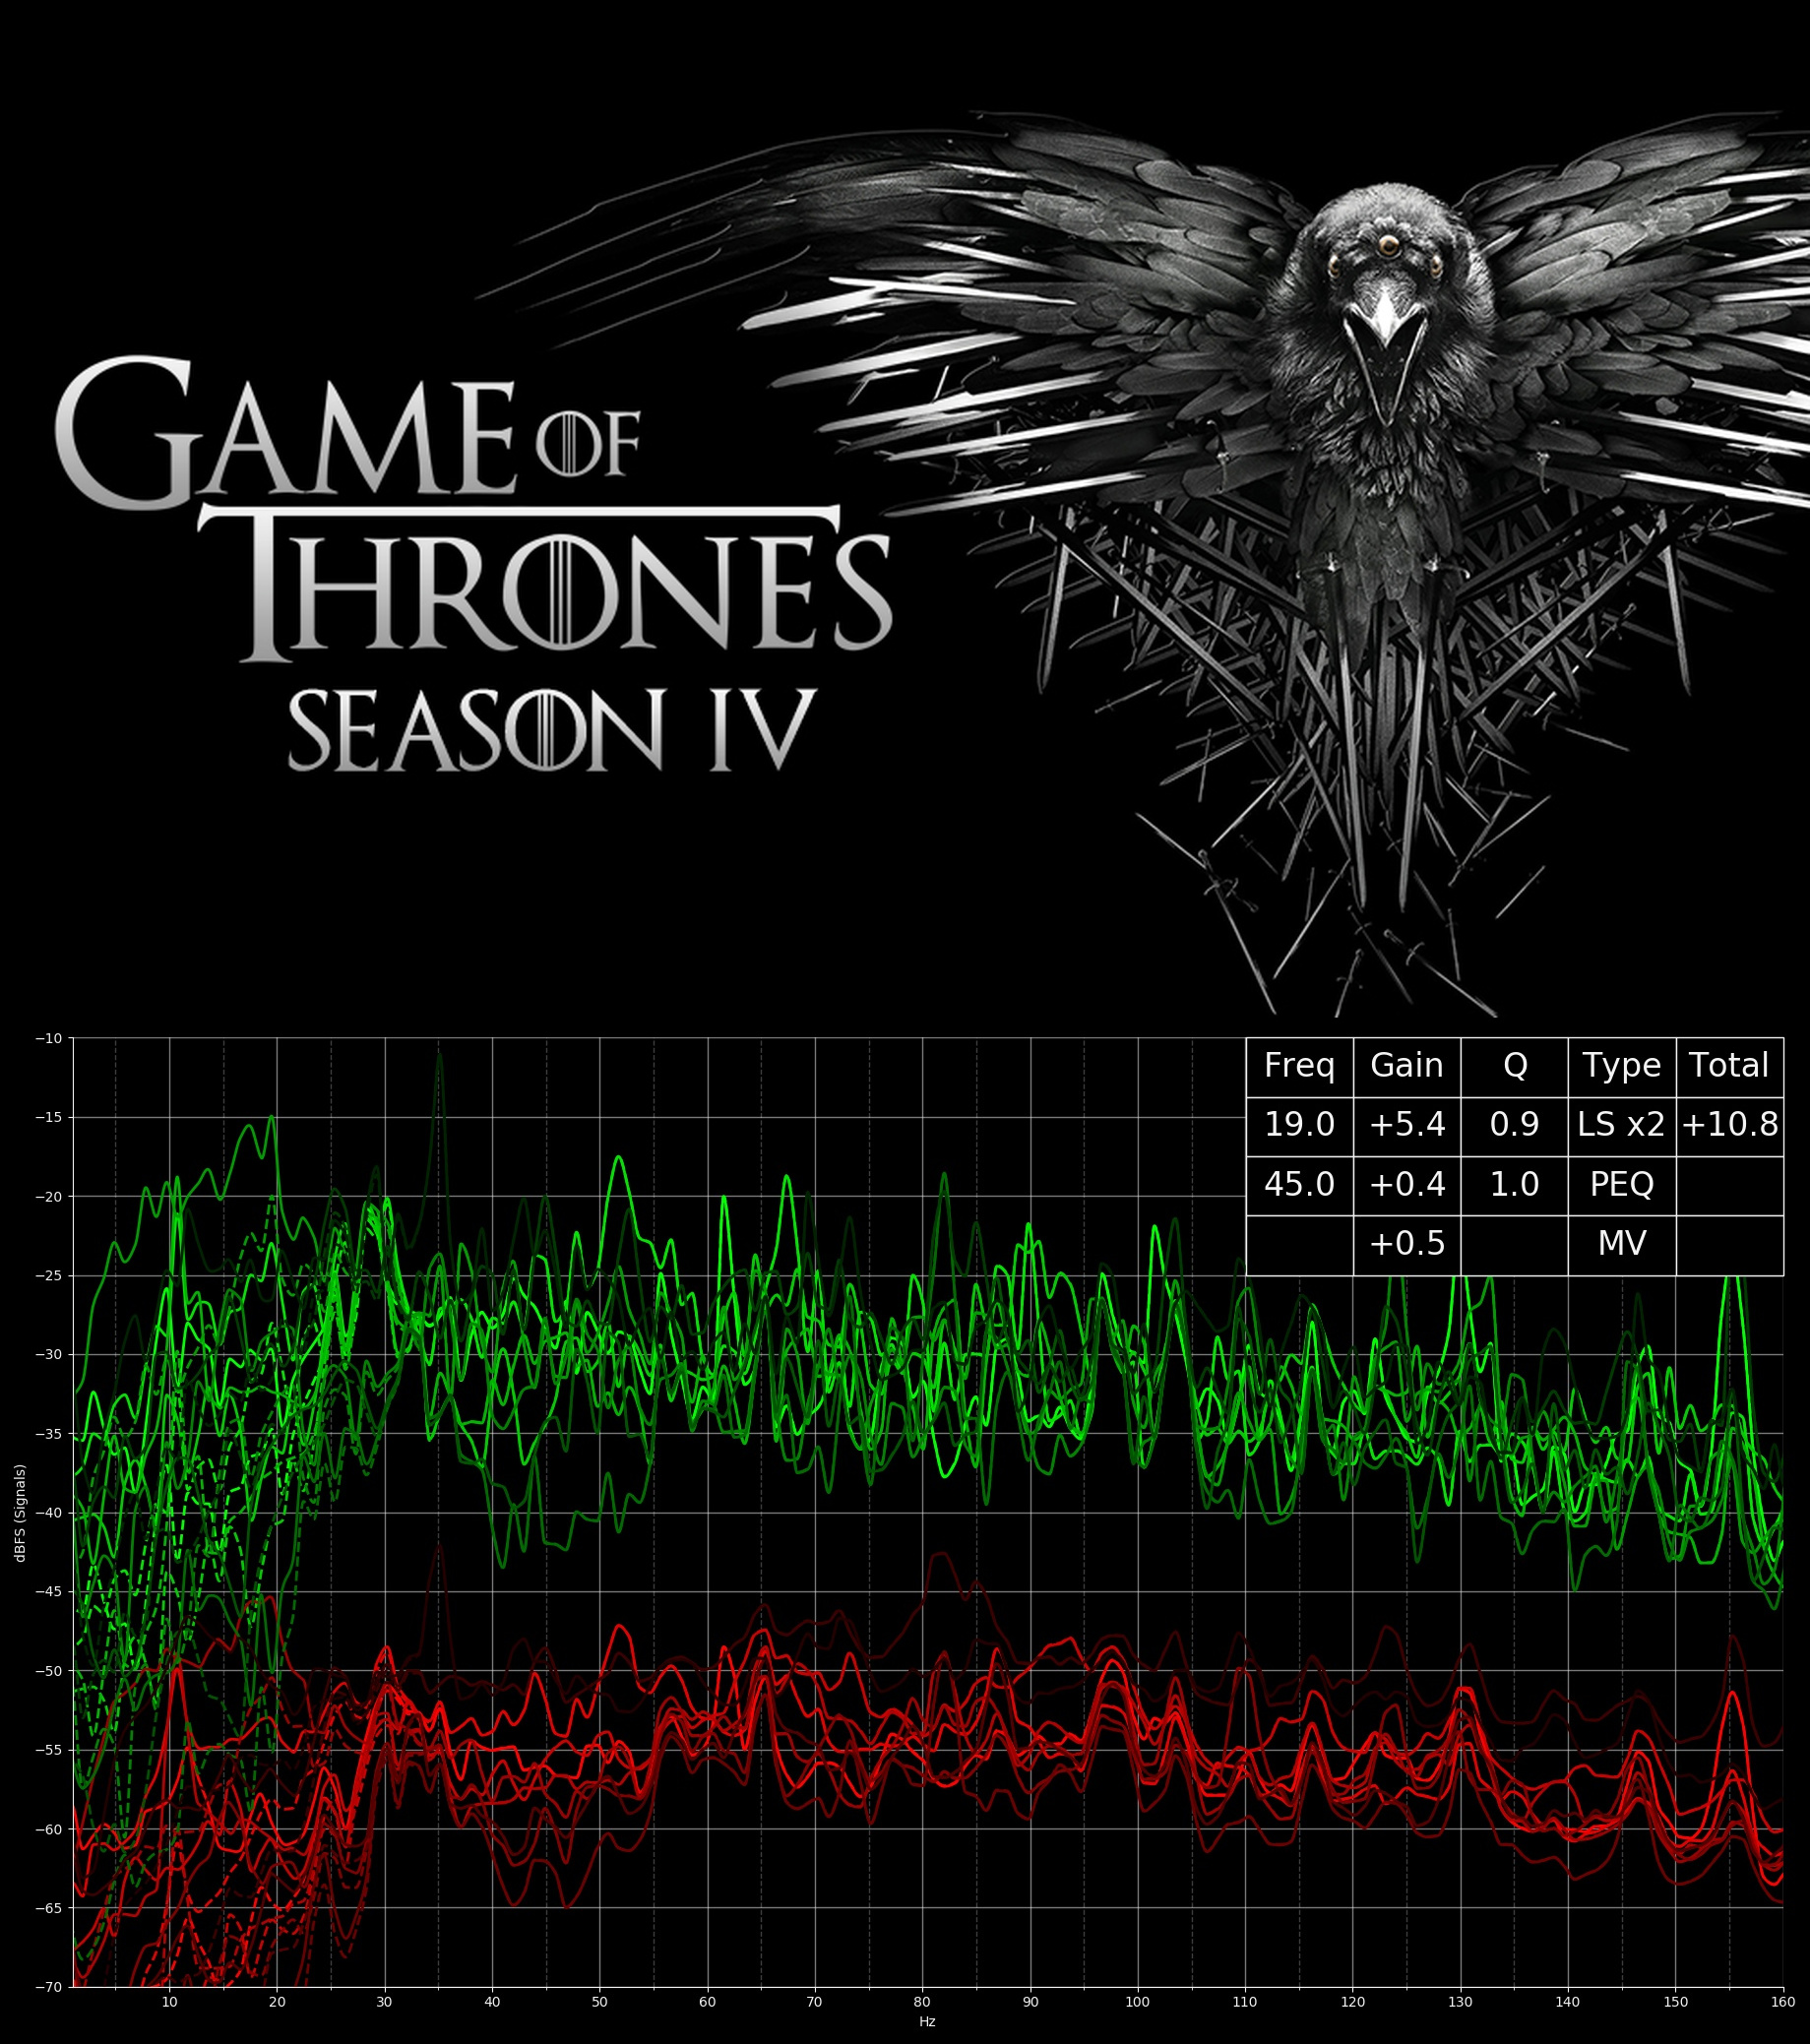 GAME OF
THRONES
SEASON IV
Freq Gain Q Type Total
19.0 +5.4 0.9 LS x2 +10.8
45.0 +0.4 1.0 PEQ
+0.5 MV
−10
−15
−20
−25
−30
−35
−40
−45
−50
−55
−60
−65
−70
dBFS (Signals)
10 20 30 40 50 60 70 80 90 100 110 120 130 140 150 160
Hz